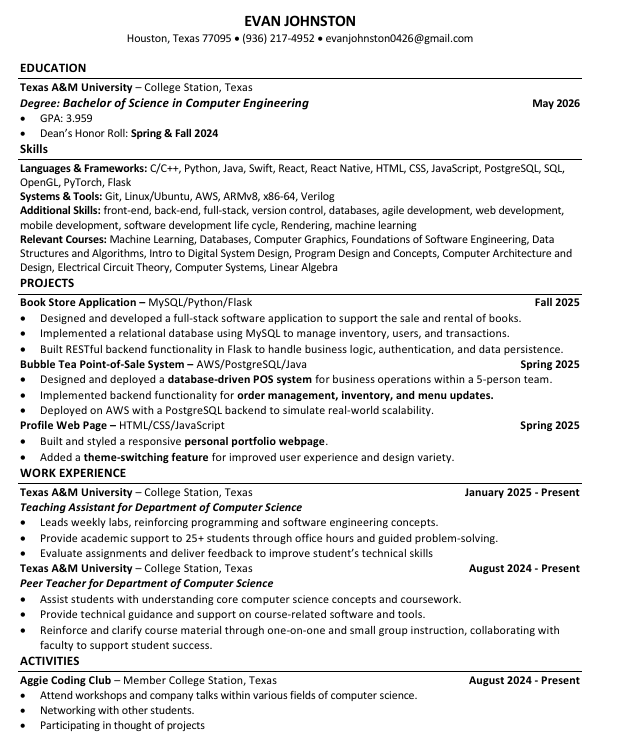 EVAN JOHNSTON
Houston, Texas 77095 • (936) 217-4952 • evanjohnston0426@gmail.com
EDUCATION
Texas A&M University – College Station, Texas
Degree: Bachelor of Science in Computer Engineering May 2026
• GPA: 3.959
• Dean's Honor Roll: Spring & Fall 2024
Skills
Languages & Frameworks: C/C++, Python, Java, Swift, React, React Native, HTML, CSS, JavaScript, PostgreSQL, SQL,
OpenGL, PyTorch, Flask
Systems & Tools: Git, Linux/Ubuntu, AWS, ARMv8, x86-64, Verilog
Additional Skills: front-end, back-end, full-stack, version control, databases, agile development, web development,
mobile development, software development life cycle, Rendering, machine learning
Relevant Courses: Machine Learning, Databases, Computer Graphics, Foundations of Software Engineering, Data
Structures and Algorithms, Intro to Digital System Design, Program Design and Concepts, Computer Architecture and
Design, Electrical Circuit Theory, Computer Systems, Linear Algebra
PROJECTS
Book Store Application – MySQL/Python/Flask Fall 2025
• Designed and developed a full-stack software application to support the sale and rental of books.
• Implemented a relational database using MySQL to manage inventory, users, and transactions.
• Built RESTful backend functionality in Flask to handle business logic, authentication, and data persistence.
Bubble Tea Point-of-Sale System – AWS/PostgreSQL/Java Spring 2025
• Designed and deployed a database-driven POS system for business operations within a 5-person team.
• Implemented backend functionality for order management, inventory, and menu updates.
• Deployed on AWS with a PostgreSQL backend to simulate real-world scalability.
Profile Web Page – HTML/CSS/JavaScript Spring 2025
• Built and styled a responsive personal portfolio webpage.
• Added a theme-switching feature for improved user experience and design variety.
WORK EXPERIENCE
Texas A&M University – College Station, Texas January 2025 - Present
Teaching Assistant for Department of Computer Science
• Leads weekly labs, reinforcing programming and software engineering concepts.
• Provide academic support to 25+ students through office hours and guided problem-solving.
• Evaluate assignments and deliver feedback to improve student's technical skills
Texas A&M University – College Station, Texas August 2024 - Present
Peer Teacher for Department of Computer Science
• Assist students with understanding core computer science concepts and coursework.
• Provide technical guidance and support on course-related software and tools.
• Reinforce and clarify course material through one-on-one and small group instruction, collaborating with
faculty to support student success.
ACTIVITIES
Aggie Coding Club – Member College Station, Texas August 2024 - Present
• Attend workshops and company talks within various fields of computer science.
• Networking with other students.
• Participating in thought of projects